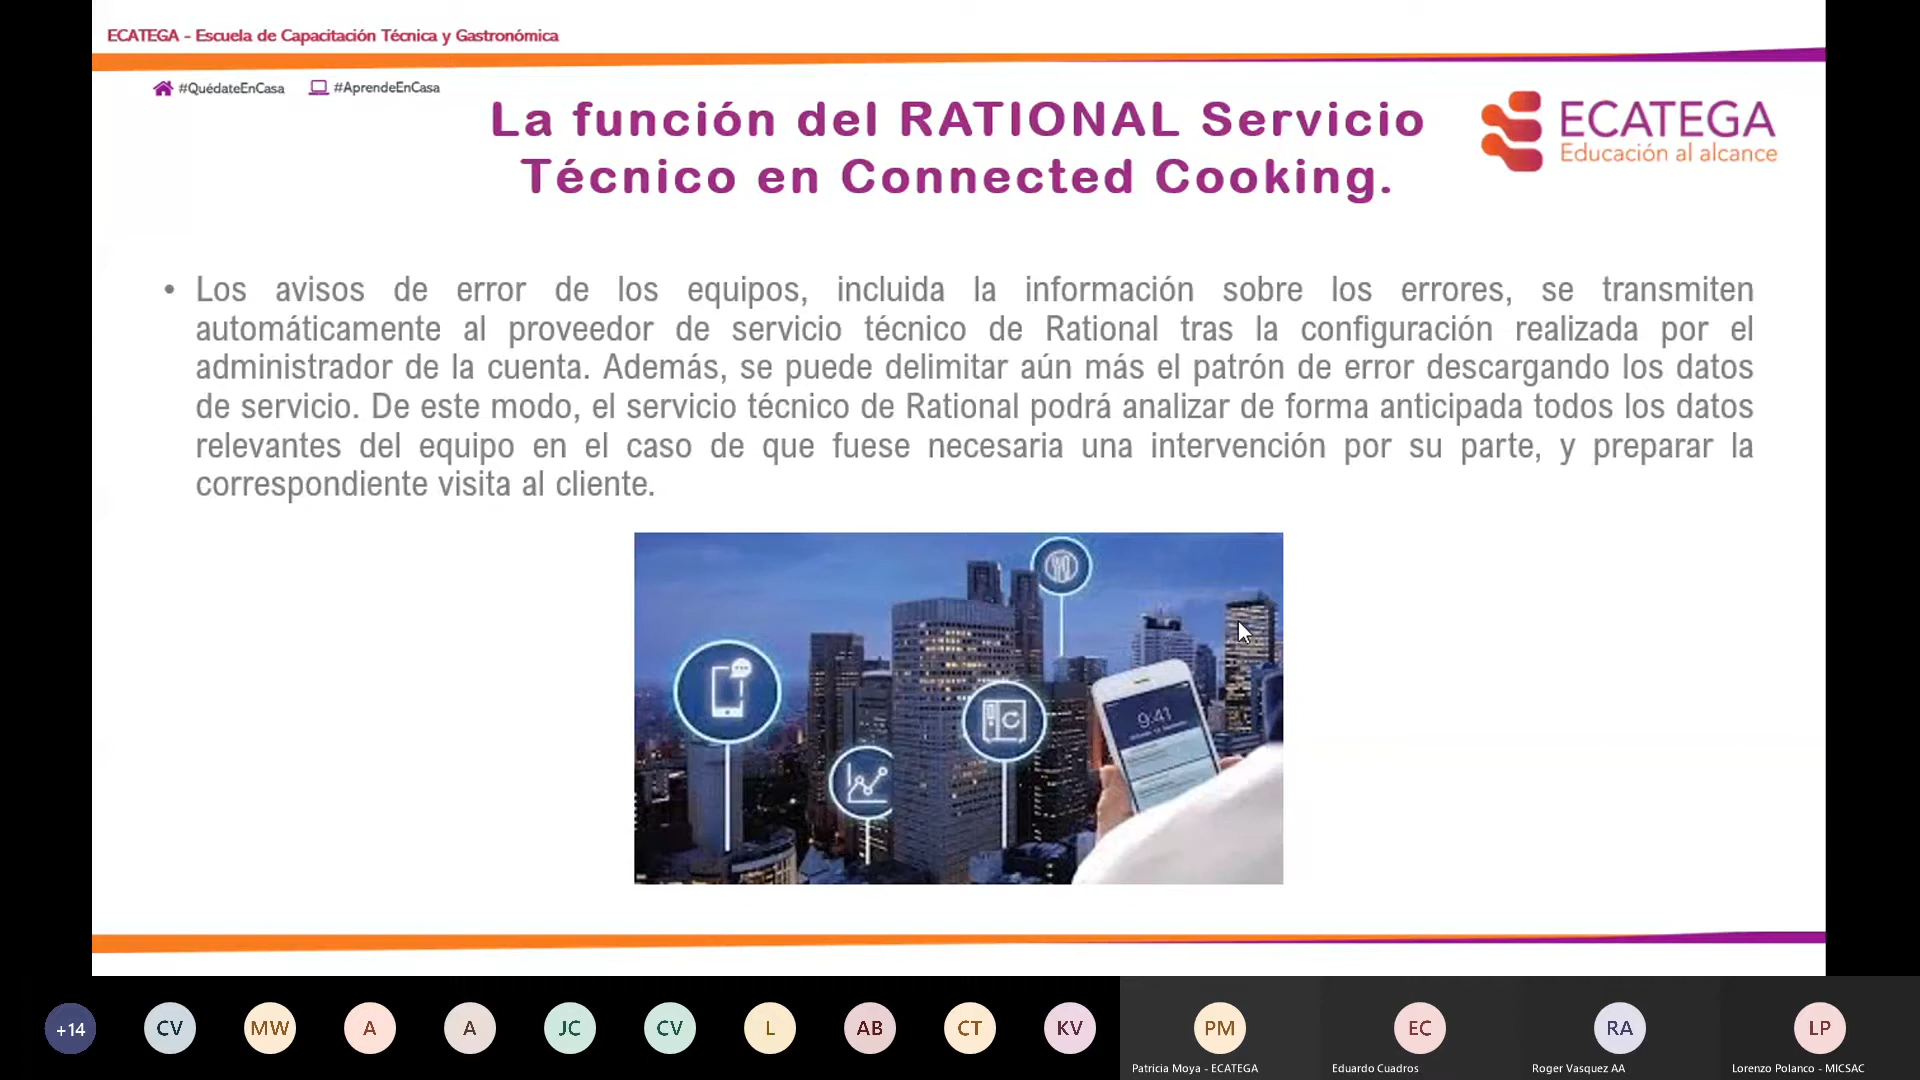 ECATEGA - Escuela de Capacitación Técnica y Gastronómica
#QuédateEnCasa #AprendeEnCasa
La función del RATIONAL Servicio
Técnico en Connected Cooking.
ECATEGA
Educación al alcance
• Los avisos de error de los equipos, incluida la información sobre los errores, se transmiten
automáticamente al proveedor de servicio técnico de Rational tras la configuración realizada por el
administrador de la cuenta. Además, se puede delimitar aún más el patrón de error descargando los datos
de servicio. De este modo, el servicio técnico de Rational podrá analizar de forma anticipada todos los datos
relevantes del equipo en el caso de que fuese necesaria una intervención por su parte, y preparar la
correspondiente visita al cliente.
9:41
+14 CV MW A A JC CV L AB CT KV PM EC RA LP
Patricia Moya - ECATEGA Eduardo Cuadros Roger Vasquez AA Lorenzo Polanco - MICSAC